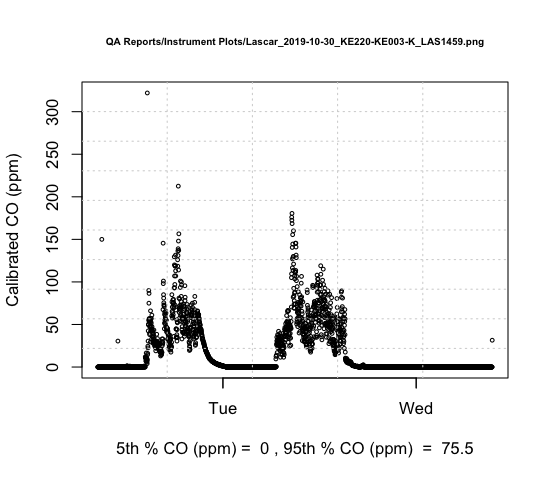 QA Reports/Instrument Plots/Lascar_2019-10-30_KE220-KE003-K_LAS1459.png
Calibrated CO (ppm)
300
250
200
150
100
50
0
Tue Wed
5th % CO (ppm) =  0 , 95th % CO (ppm)  =  75.5